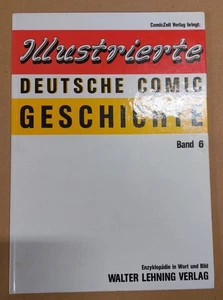 ComicZeit Verlag bringt:
Illustrierte
DEUTSCHE COMIC
GESCHICHTE
Band 6
Enzyklopädie in Wort und Bild
WALTER LEHNING VERLAG